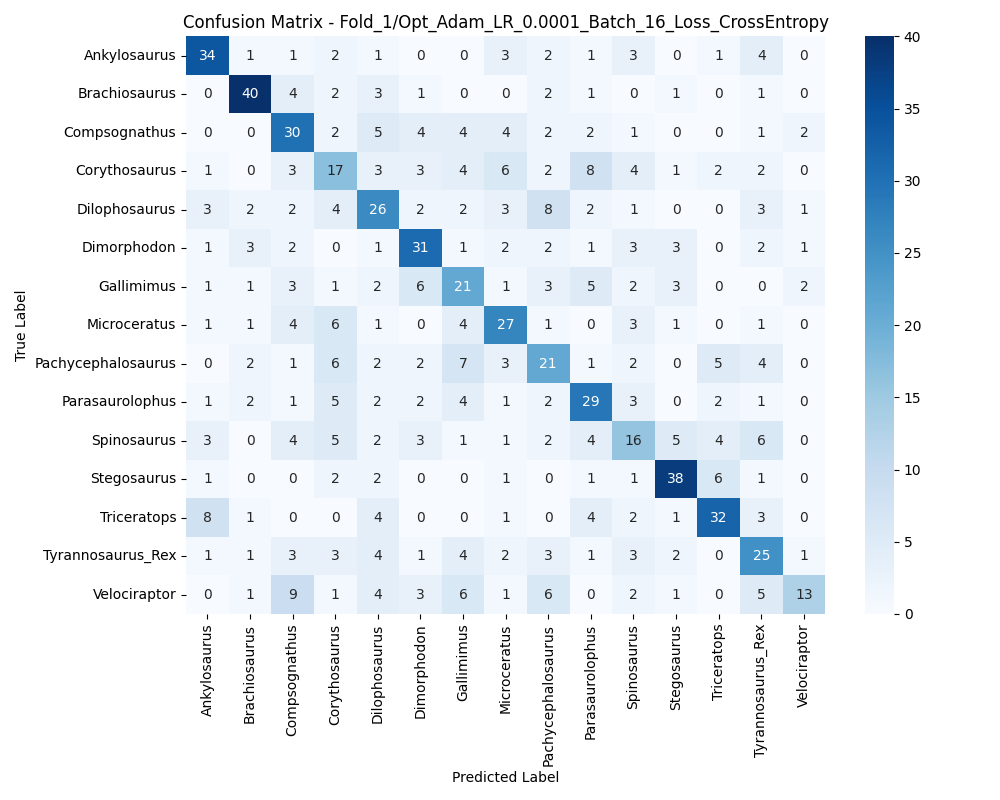 Confusion Matrix - Fold_1/Opt_Adam_LR_0.0001_Batch_16_Loss_CrossEntropy
True Label
Ankylosaurus 34 1 1 2 1 0 0 3 2 1 3 0 1 4 0
Brachiosaurus 0 40 4 2 3 1 0 0 2 1 0 1 0 1 0
Compsognathus 0 0 30 2 5 4 4 4 2 2 1 0 0 1 2
Corythosaurus 1 0 3 17 3 3 4 6 2 8 4 1 2 2 0
Dilophosaurus 3 2 2 4 26 2 2 3 8 2 1 0 0 3 1
Dimorphodon 1 3 2 0 1 31 1 2 2 1 3 3 0 2 1
Gallimimus 1 1 3 1 2 6 21 1 3 5 2 3 0 0 2
Microceratus 1 1 4 6 1 0 4 27 1 0 3 1 0 1 0
Pachycephalosaurus 0 2 1 6 2 2 7 3 21 1 2 0 5 4 0
Parasaurolophus 1 2 1 5 2 2 4 1 2 29 3 0 2 1 0
Spinosaurus 3 0 4 5 2 3 1 1 2 4 16 5 4 6 0
Stegosaurus 1 0 0 2 2 0 0 1 0 1 1 38 6 1 0
Triceratops 8 1 0 0 4 0 0 1 0 4 2 1 32 3 0
Tyrannosaurus_Rex 1 1 3 3 4 1 4 2 3 1 3 2 0 25 1
Velociraptor 0 1 9 1 4 3 6 1 6 0 2 1 0 5 13
Ankylosaurus
Brachiosaurus
Compsognathus
Corythosaurus
Dilophosaurus
Dimorphodon
Gallimimus
Microceratus
Pachycephalosaurus
Parasaurolophus
Spinosaurus
Stegosaurus
Triceratops
Tyrannosaurus_Rex
Velociraptor
Predicted Label
40
35
30
25
20
15
10
5
0